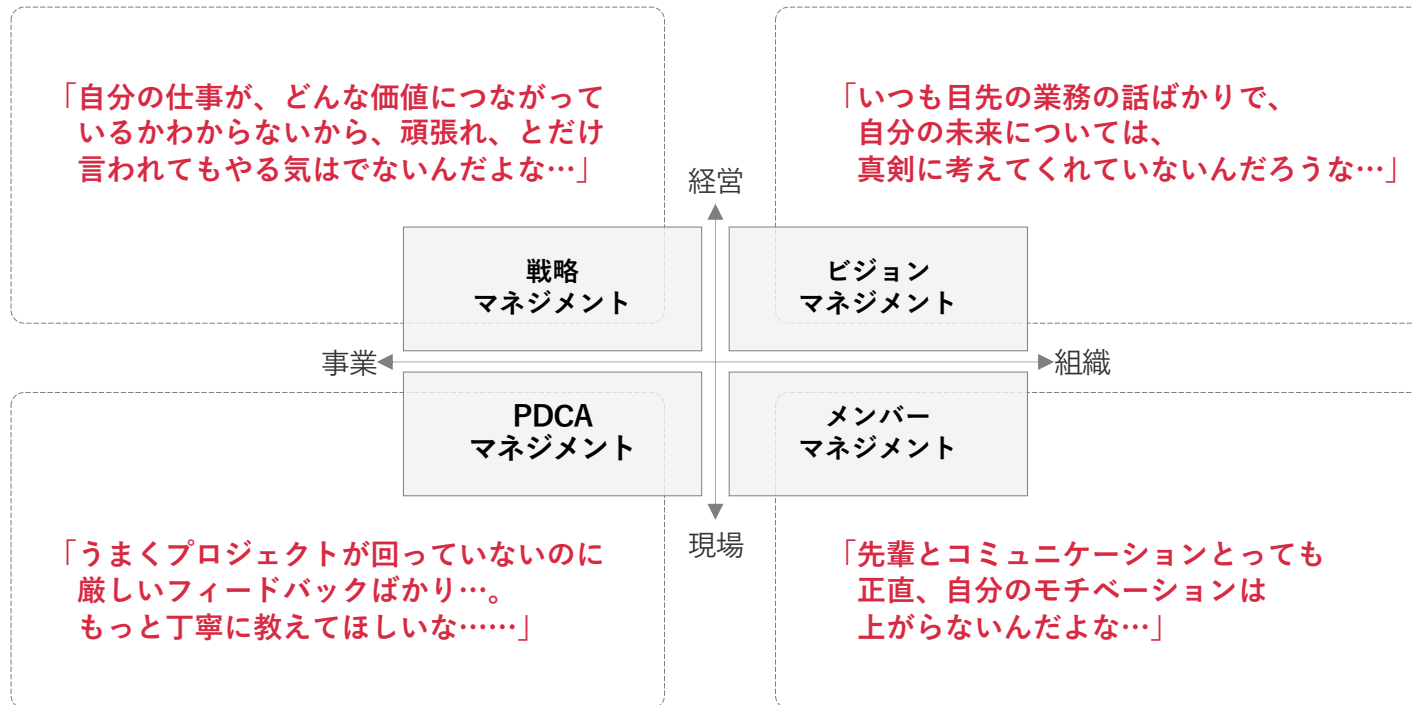 「自分の仕事が、どんな価値につながって
いるかわからないから、頑張れ、とだけ
言われてもやる気はでないんだよな…」
「いつも目先の業務の話ばかりで、
自分の未来については、
真剣に考えてくれていないんだろうな…」
経営
戦略
マネジメント
ビジョン
マネジメント
事業
組織
PDCA
マネジメント
メンバー
マネジメント
現場
「うまくプロジェクトが回っていないのに
厳しいフィードバックばかり…。
もっと丁寧に教えてほしいな……」
「先輩とコミュニケーションとっても
正直、自分のモチベーションは
上がらないんだよな…」